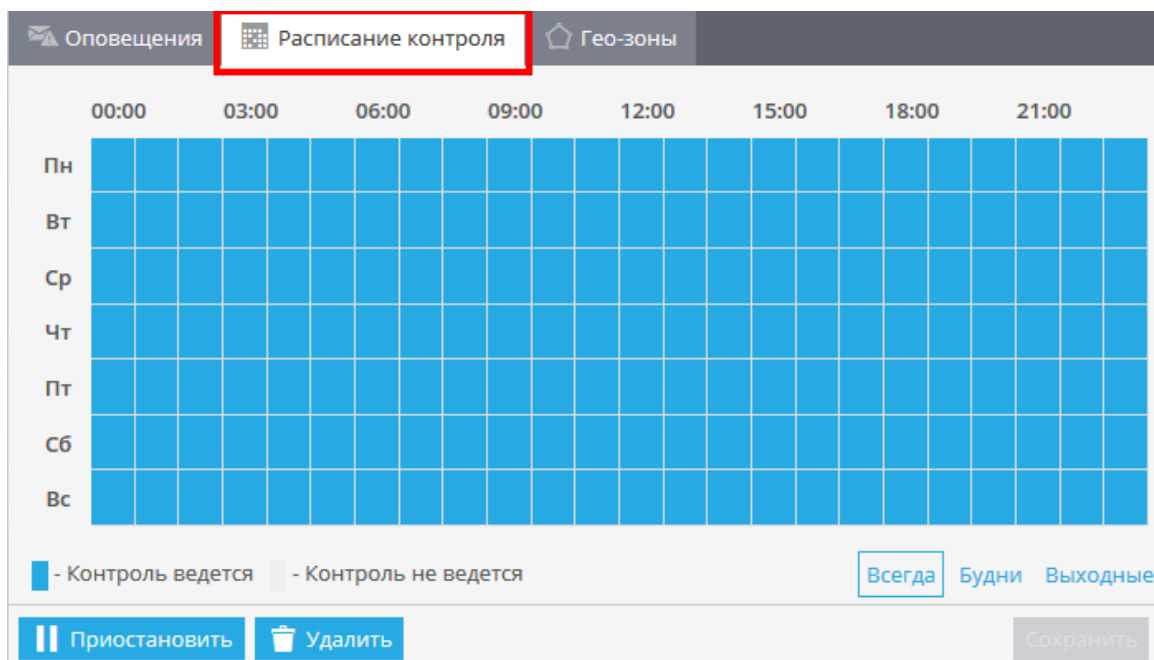 Оповещения Расписание контроля Гео-зоны
00:00 03:00 06:00 09:00 12:00 15:00 18:00 21:00
Пн
Вт
Ср
Чт
Пт
Сб
Вс
- Контроль ведется - Контроль не ведется Всегда Будни Выходные
Приостановить Удалить Сохранить